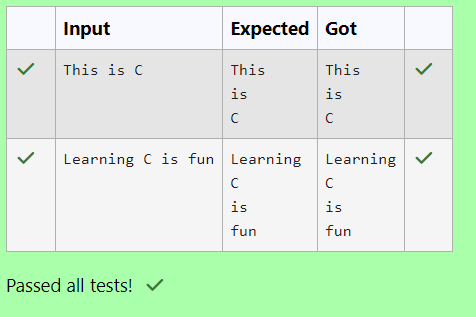 Input Expected Got
This is C This This
is is
C C
Learning C is fun Learning Learning
C C
is is
fun fun
Passed all tests!